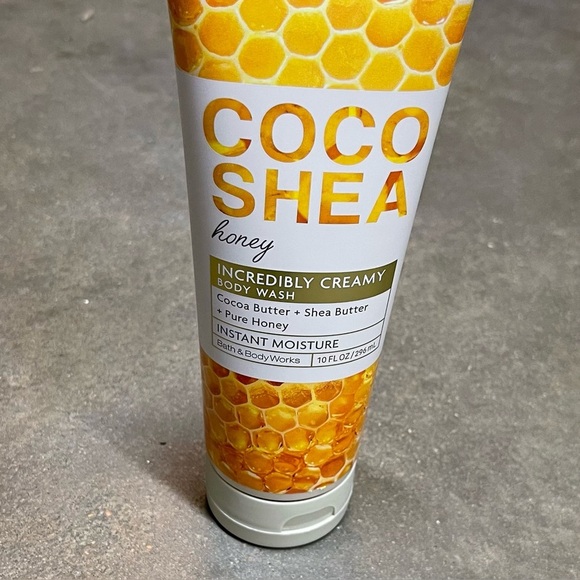 COCO
SHEA
honey
INCREDIBLY CREAMY
BODY WASH
Cocoa Butter + Shea Butter
+ Pure Honey
INSTANT MOISTURE
Bath & Body Works
10 FL OZ / 296 mL